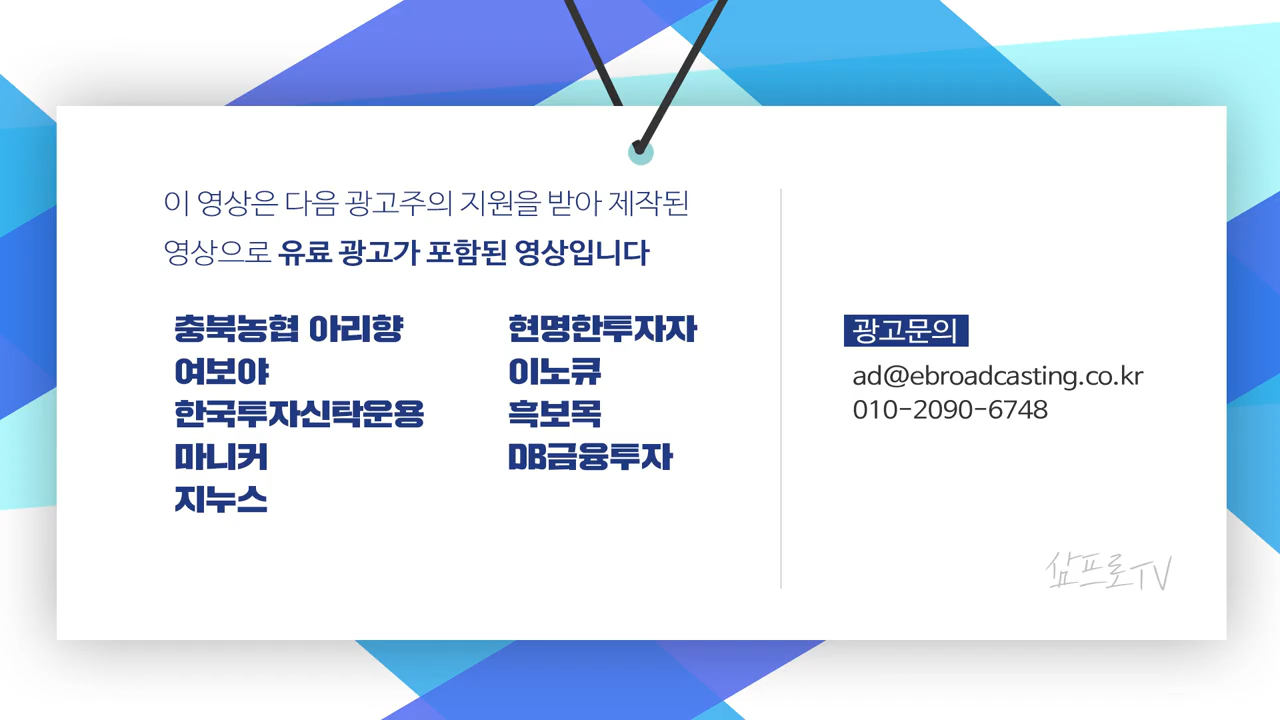 이 영상은 다음 광고주의 지원을 받아 제작된
영상으로 유료 광고가 포함된 영상입니다
충북농협 아리향
여보야
한국투자신탁운용
마니커
지누스
현명한투자자
이노큐
흑보목
DB금융투자
광고문의
ad@ebroadcasting.co.kr
010-2090-6748
삼프로TV